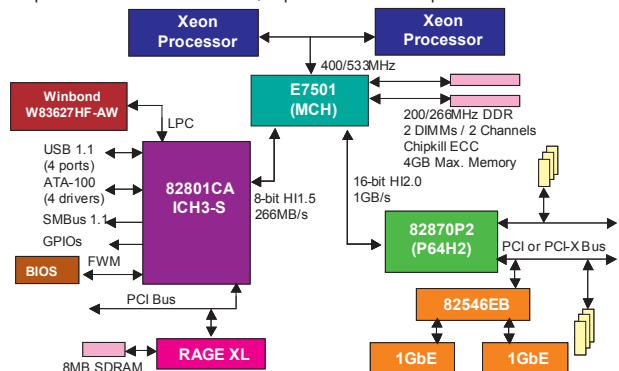 Xeon
Processor
Xeon
Processor
400/533MHz
E7501
(MCH)
Winbond
W83627HF-AW
LPC
200/266MHz DDR
2 DIMMs / 2 Channels
Chipkill ECC
4GB Max. Memory
USB 1.1
(4 ports)
ATA-100
(4 drivers)
SMBus 1.1
GPIOs
82801CA
ICH3-S
8-bit HI1.5
266MB/s
16-bit HI2.0
1GB/s
82870P2
(P64H2)
PCI or PCI-X Bus
BIOS
FWM
PCI Bus
82546EB
RAGE XL
8MB SDRAM
1GbE
1GbE